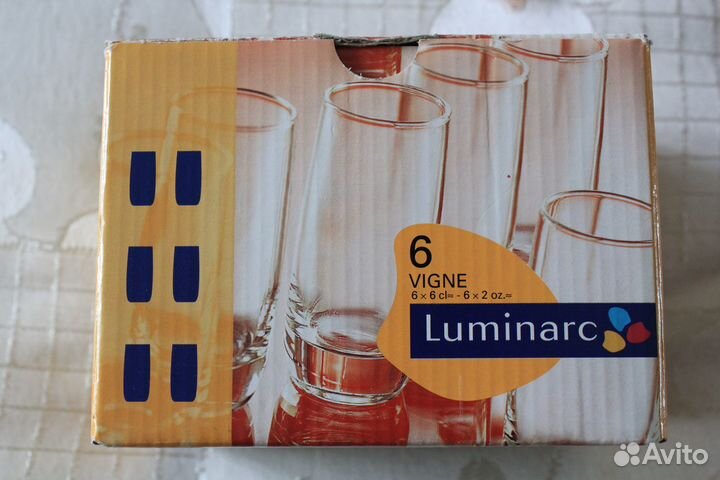 6
VIGNE
6 x 6 cl≈ - 6 x 2 oz.≈
Luminarc
Avito